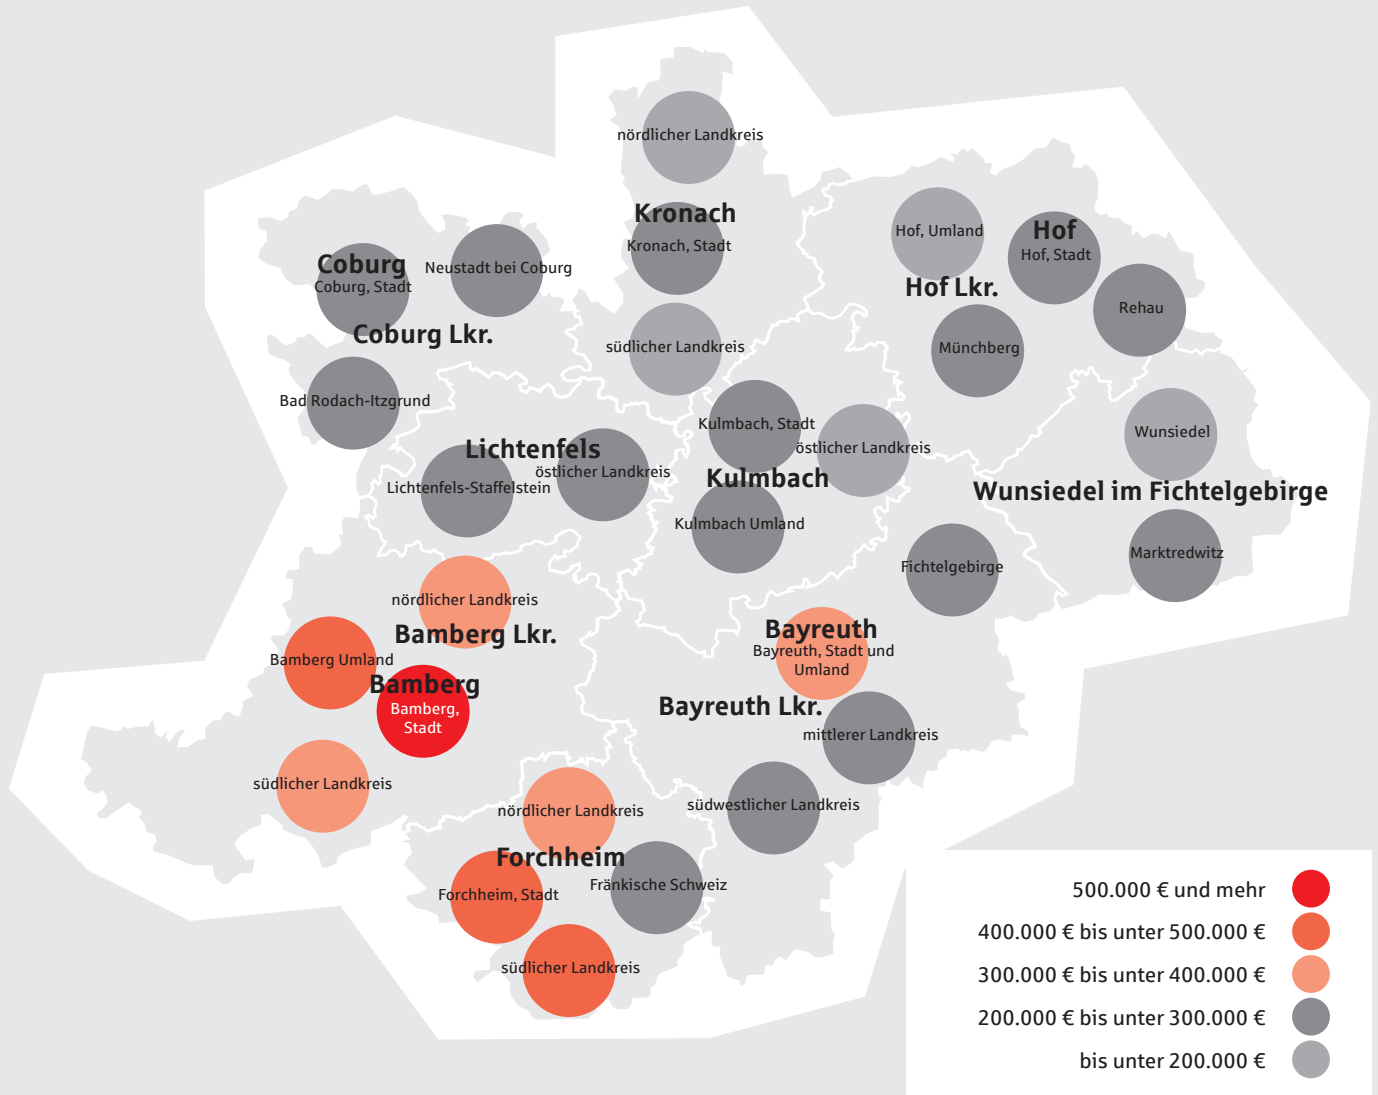 nördlicher Landkreis
Kronach
Kronach, Stadt
südlicher Landkreis
Hof, Umland
Hof
Hof, Stadt
Hof Lkr.
Rehau
Münchberg
Coburg
Coburg, Stadt
Neustadt bei Coburg
Coburg Lkr.
Bad Rodach-Itzgrund
Lichtenfels
östlicher Landkreis
Lichtenfels-Staffelstein
Kulmbach, Stadt
östlicher Landkreis
Kulmbach
Kulmbach Umland
Wunsiedel
Wunsiedel im Fichtelgebirge
Marktredwitz
Fichtelgebirge
nördlicher Landkreis
Bamberg Lkr.
Bamberg Umland
Bamberg
Bamberg,
Stadt
südlicher Landkreis
Bayreuth
Bayreuth, Stadt und
Umland
Bayreuth Lkr.
mittlerer Landkreis
südwestlicher Landkreis
nördlicher Landkreis
Forchheim
Forchheim, Stadt
Fränkische Schweiz
südlicher Landkreis
500.000 € und mehr
400.000 € bis unter 500.000 €
300.000 € bis unter 400.000 €
200.000 € bis unter 300.000 €
bis unter 200.000 €